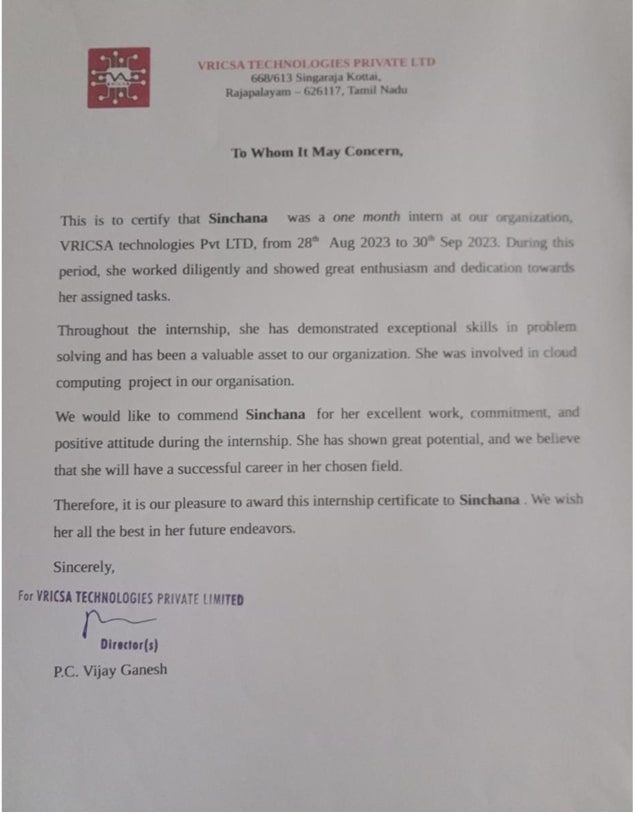 VRICSA TECHNOLOGIES PRIVATE LTD
668/613 Singaraja Kottai,
Rajapalayam – 626117, Tamil Nadu
To Whom It May Concern,
This is to certify that Sinchana was a one month intern at our organization,
VRICSA technologies Pvt LTD, from 28th Aug 2023 to 30th Sep 2023. During this
period, she worked diligently and showed great enthusiasm and dedication towards
her assigned tasks.
Throughout the internship, she has demonstrated exceptional skills in problem
solving and has been a valuable asset to our organization. She was involved in cloud
computing project in our organisation.
We would like to commend Sinchana for her excellent work, commitment, and
positive attitude during the internship. She has shown great potential, and we believe
that she will have a successful career in her chosen field.
Therefore, it is our pleasure to award this internship certificate to Sinchana . We wish
her all the best in her future endeavors.
Sincerely,
For VRICSA TECHNOLOGIES PRIVATE LIMITED
Director(s)
P.C. Vijay Ganesh